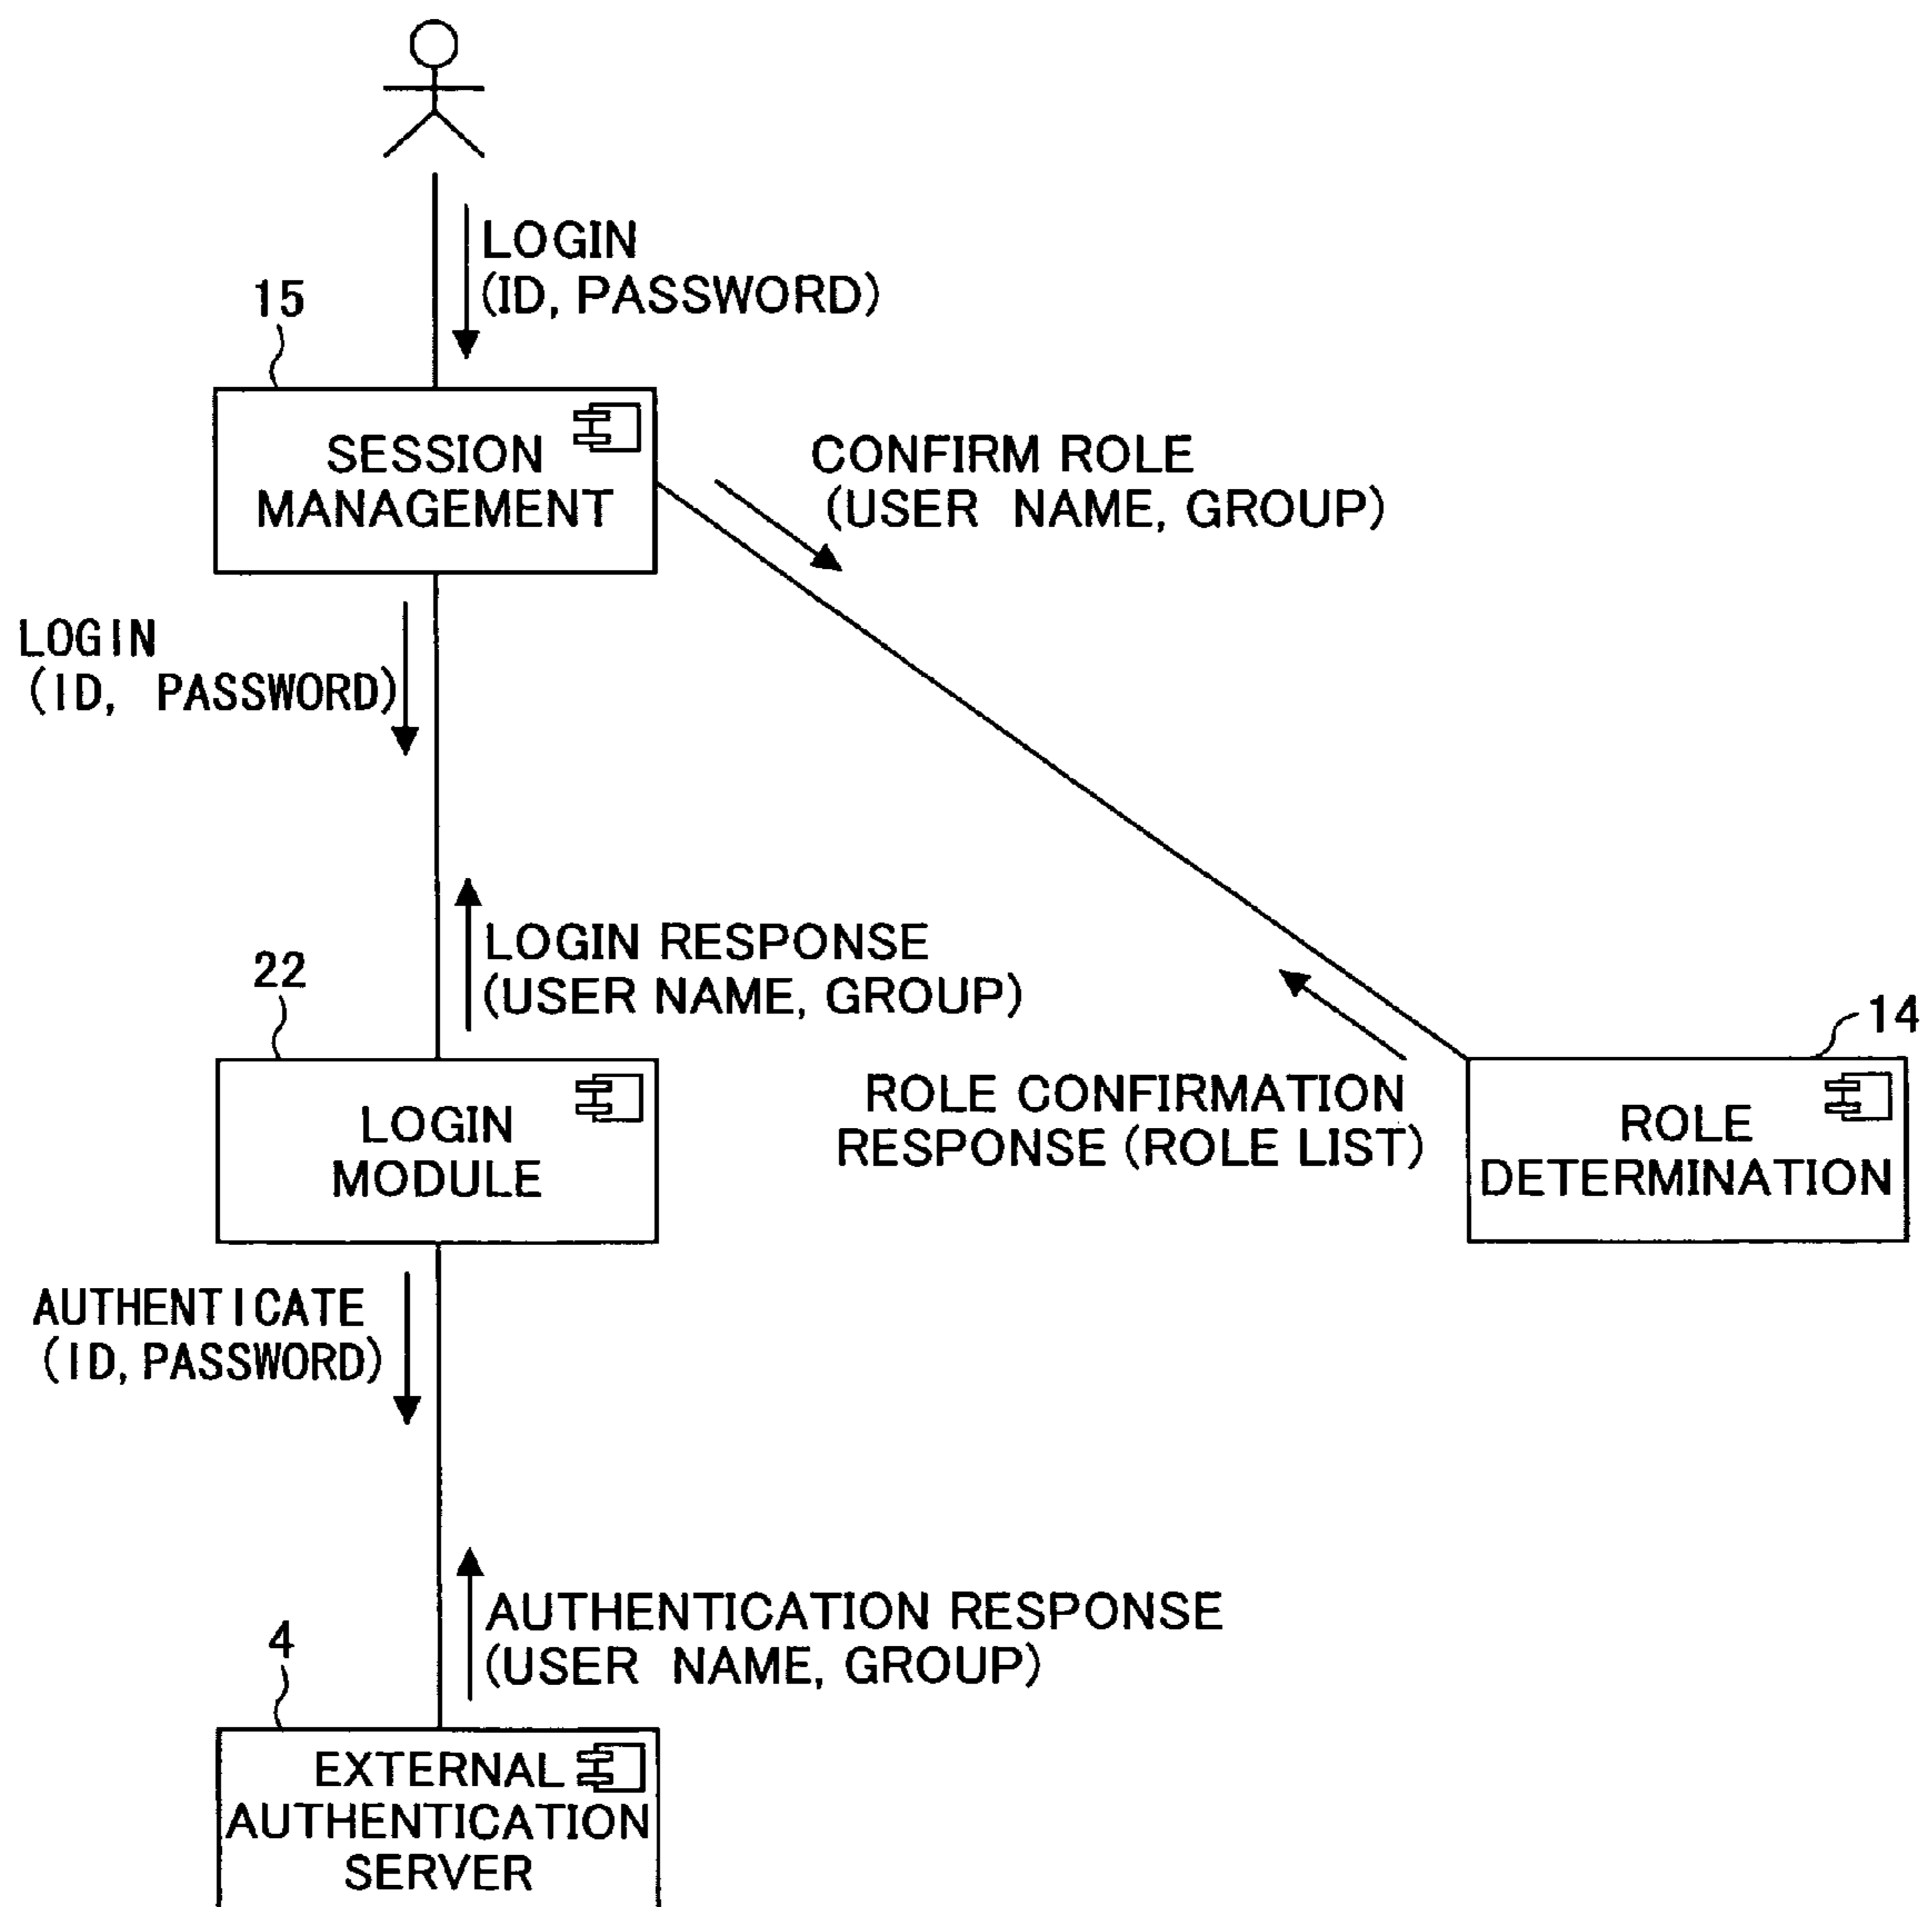 LOGIN
(ID, PASSWORD)
15
SESSION
MANAGEMENT
CONFIRM ROLE
(USER NAME, GROUP)
LOGIN
(ID, PASSWORD)
LOGIN RESPONSE
(USER NAME, GROUP)
22
14
LOGIN
MODULE
ROLE CONFIRMATION
RESPONSE (ROLE LIST)
ROLE
DETERMINATION
AUTHENTICATE
(ID, PASSWORD)
AUTHENTICATION RESPONSE
(USER NAME, GROUP)
4
EXTERNAL
AUTHENTICATION
SERVER